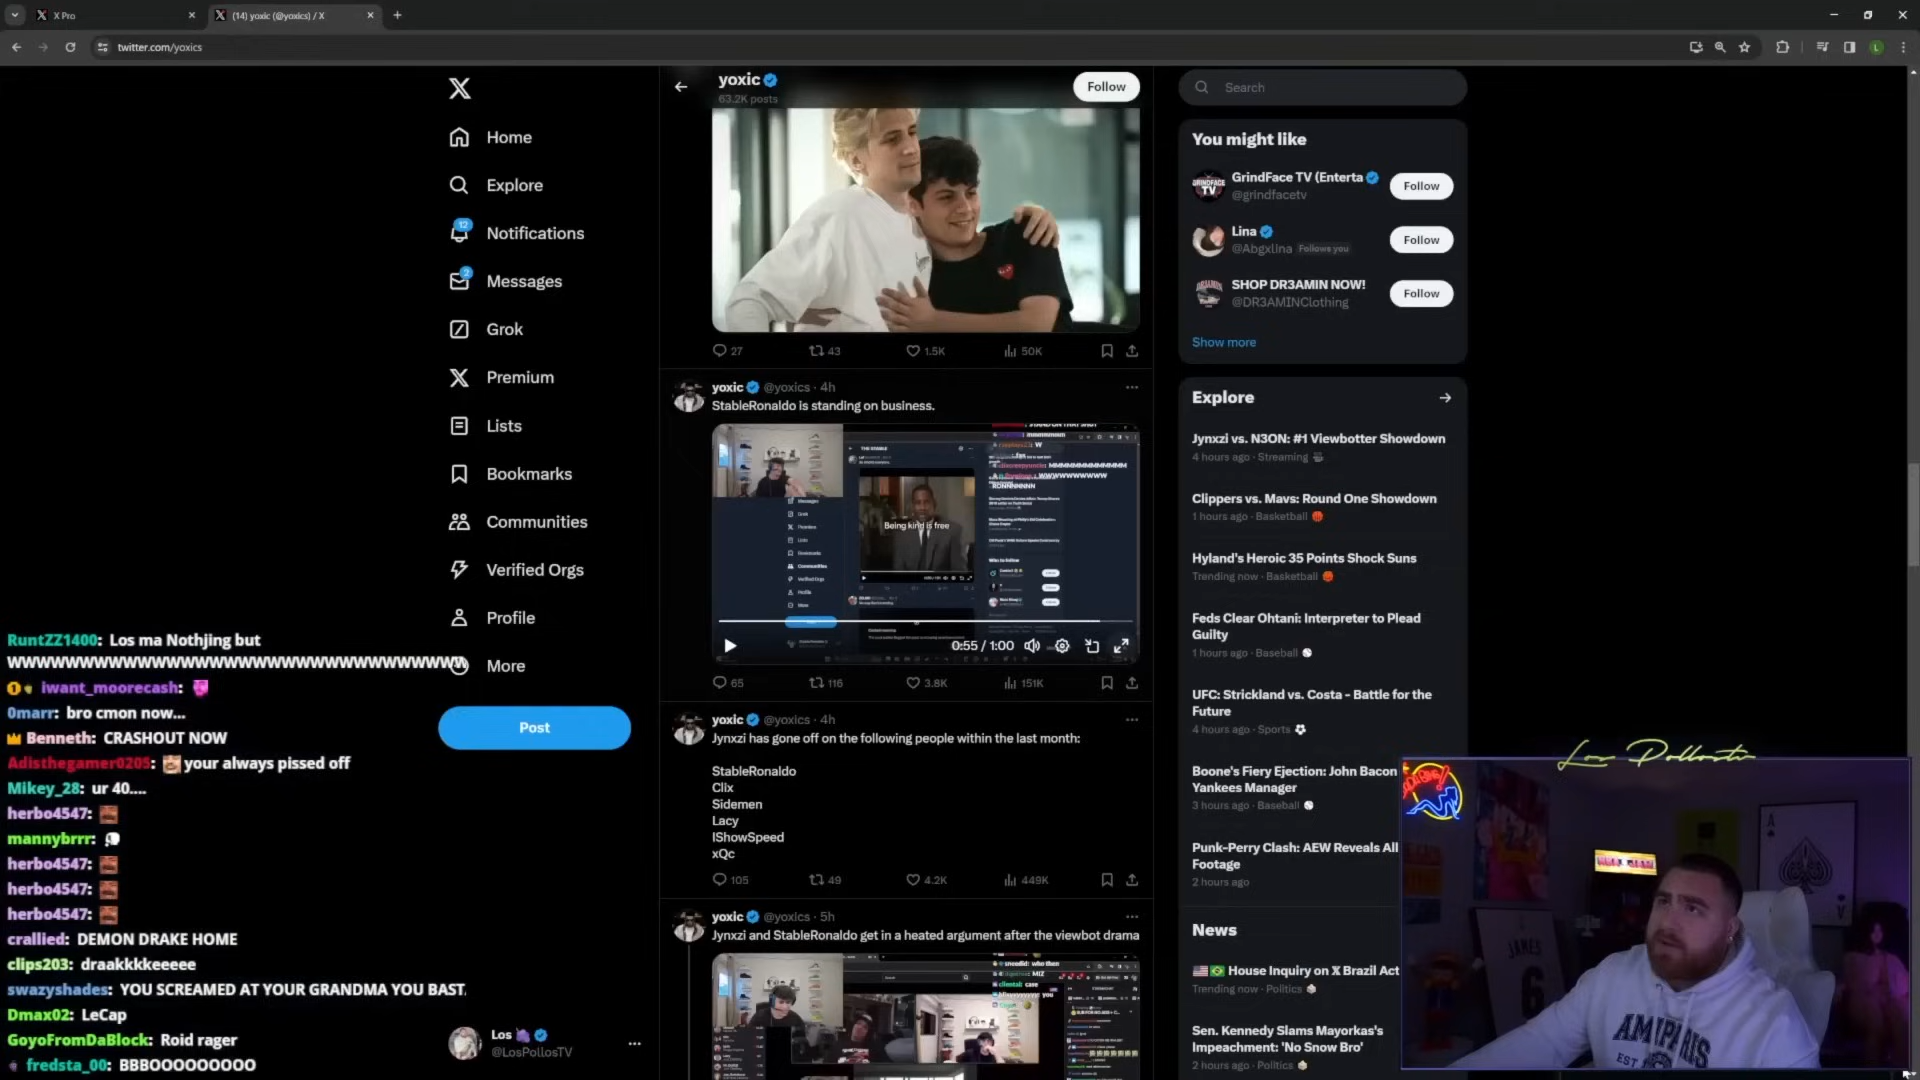 X Pro
(14) yoxic (@yoxics) / X
twitter.com/yoxics
Home
Explore
12
Notifications
2
Messages
Grok
Premium
Lists
Bookmarks
Communities
Verified Orgs
Profile
More
Post
Los
@LosPollosTV
RuntZZ1400: Los ma Nothjing but
iwant_moorecash:
0marr: bro cmon now...
Benneth: CRASHOUT NOW
Adisthegamer0205: your always pissed off
Mikey_28: ur 40....
herbo4547:
mannybrrr:
herbo4547:
herbo4547:
herbo4547:
crallied: DEMON DRAKE HOME
clips203: draakkkkeeeee
swazyshades: YOU SCREAMED AT YOUR GRANDMA YOU BAST
Dmax02: LeCap
GoyoFromDaBlock: Roid rager
fredsta_00: BBBOOOOOOOOO
yoxic
63.2K posts
Follow
27 43 1.5K 50K
yoxic @yoxics · 4h
StableRonaldo is standing on business.
THE STABLE
Being kind is free
0:55 / 1:00
65 116 3.8K 151K
yoxic @yoxics · 4h
Jynxzi has gone off on the following people within the last month:
StableRonaldo
Clix
Sidemen
Lacy
IShowSpeed
xQc
105 49 4.2K 449K
yoxic @yoxics · 5h
Jynxzi and StableRonaldo get in a heated argument after the viewbot drama
Search
You might like
GrindFace TV (Enterta
@grindfacetv
Follow
Lina
@Abgxlina Follows you
Follow
SHOP DR3AMIN NOW!
@DR3AMINClothing
Follow
Show more
Explore
Jynxzi vs. N3ON: #1 Viewbotter Showdown
4 hours ago · Streaming
Clippers vs. Mavs: Round One Showdown
1 hours ago · Basketball
Hyland's Heroic 35 Points Shock Suns
Trending now · Basketball
Feds Clear Ohtani: Interpreter to Plead
Guilty
1 hours ago · Baseball
UFC: Strickland vs. Costa - Battle for the
Future
4 hours ago · Sports
Boone's Fiery Ejection: John Bacon
Yankees Manager
3 hours ago · Baseball
Punk-Perry Clash: AEW Reveals All
Footage
2 hours ago
News
House Inquiry on X Brazil Act
Trending now · Politics
Sen. Kennedy Slams Mayorkas's
Impeachment: 'No Snow Bro'
2 hours ago · Politics
Los Pollostv
JAMES
6
A
AMIPARIS
EST